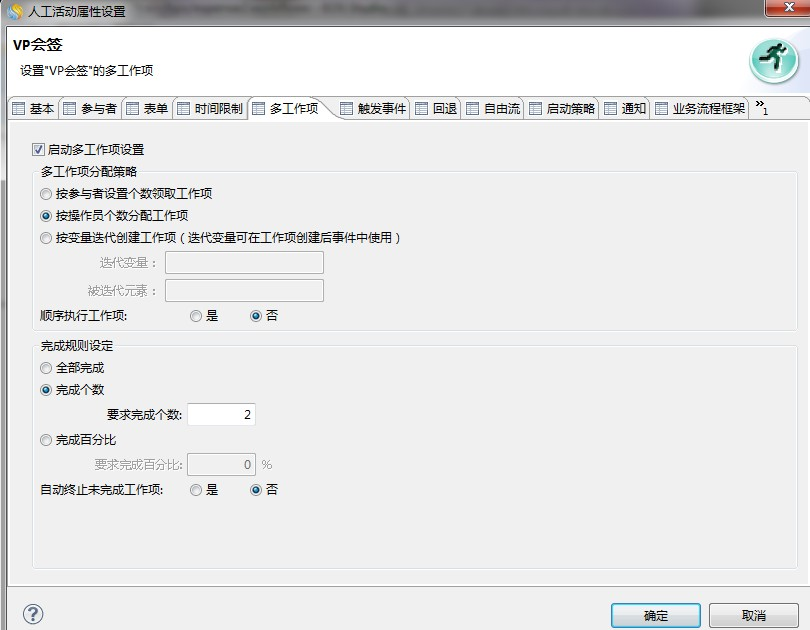 人工活动属性设置
VP会签
设置"VP会签"的多工作项
基本 参与者 表单 时间限制 多工作项 触发事件 回退 自由流 启动策略 通知 业务流程框架 »1
启动多工作项设置
多工作项分配策略
按参与者设置个数领取工作项
按操作员个数分配工作项
按变量迭代创建工作项 ( 迭代变量可在工作项创建后事件中使用 )
迭代变量：
被迭代元素：
顺序执行工作项: 是 否
完成规则设定
全部完成
完成个数
要求完成个数: 2
完成百分比
要求完成百分比: 0 %
自动终止未完成工作项: 是 否
? 确定 取消